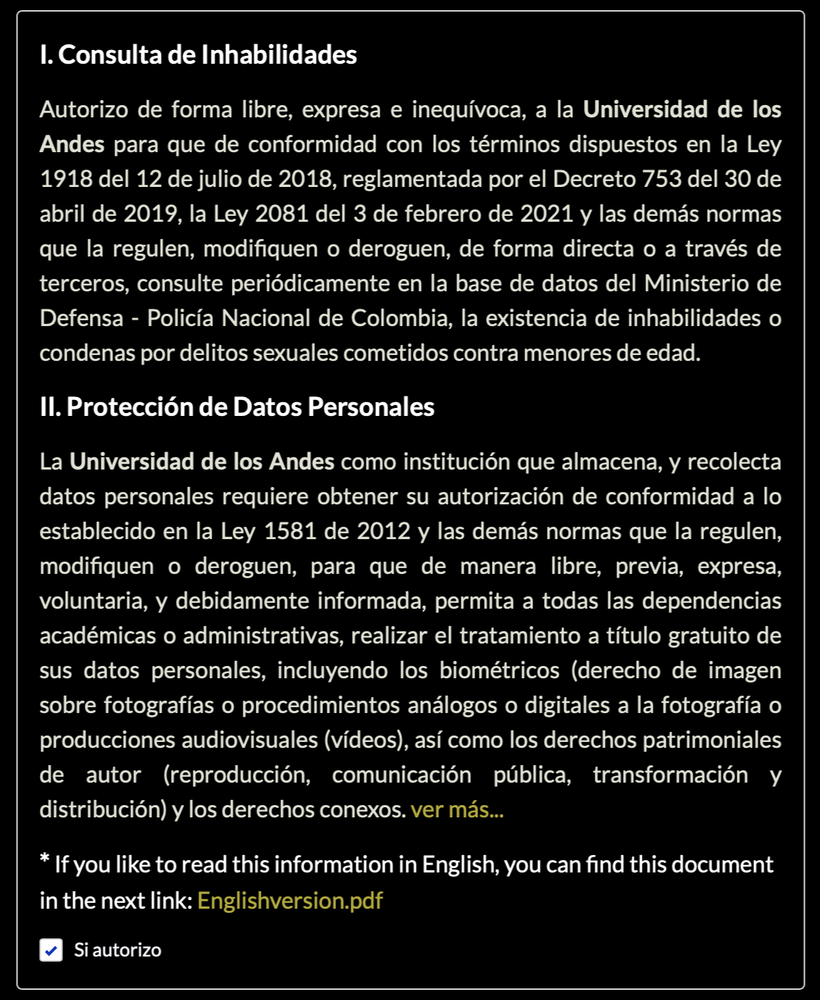 I. Consulta de Inhabilidades
Autorizo de forma libre, expresa e inequívoca, a la Universidad de los
Andes para que de conformidad con los términos dispuestos en la Ley
1918 del 12 de julio de 2018, reglamentada por el Decreto 753 del 30 de
abril de 2019, la Ley 2081 del 3 de febrero de 2021 y las demás normas
que la regulen, modifiquen o deroguen, de forma directa o a través de
terceros, consulte periódicamente en la base de datos del Ministerio de
Defensa - Policía Nacional de Colombia, la existencia de inhabilidades o
condenas por delitos sexuales cometidos contra menores de edad.
II. Protección de Datos Personales
La Universidad de los Andes como institución que almacena, y recolecta
datos personales requiere obtener su autorización de conformidad a lo
establecido en la Ley 1581 de 2012 y las demás normas que la regulen,
modifiquen o deroguen, para que de manera libre, previa, expresa,
voluntaria, y debidamente informada, permita a todas las dependencias
académicas o administrativas, realizar el tratamiento a título gratuito de
sus datos personales, incluyendo los biométricos (derecho de imagen
sobre fotografías o procedimientos análogos o digitales a la fotografía o
producciones audiovisuales (vídeos), así como los derechos patrimoniales
de autor (reproducción, comunicación pública, transformación y
distribución) y los derechos conexos. ver más...
* If you like to read this information in English, you can find this document
in the next link: Englishversion.pdf
Si autorizo